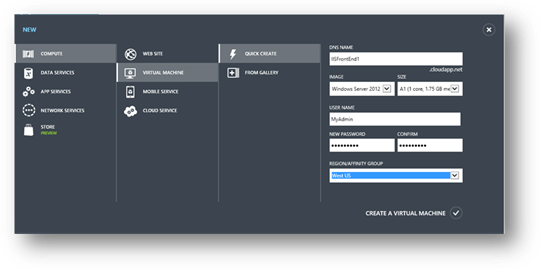 NEW
COMPUTE
DATA SERVICES
APP SERVICES
NETWORK SERVICES
STORE
PREVIEW
WEB SITE
VIRTUAL MACHINE
MOBILE SERVICE
CLOUD SERVICE
QUICK CREATE
FROM GALLERY
DNS NAME
IISFrontEnd1
.cloudapp.net
IMAGE SIZE
Windows Server 2012 A1 (1 core, 1.75 GB me
USER NAME
MyAdmin
NEW PASSWORD CONFIRM
••••••••• •••••••••
REGION/AFFINITY GROUP
West US
CREATE A VIRTUAL MACHINE